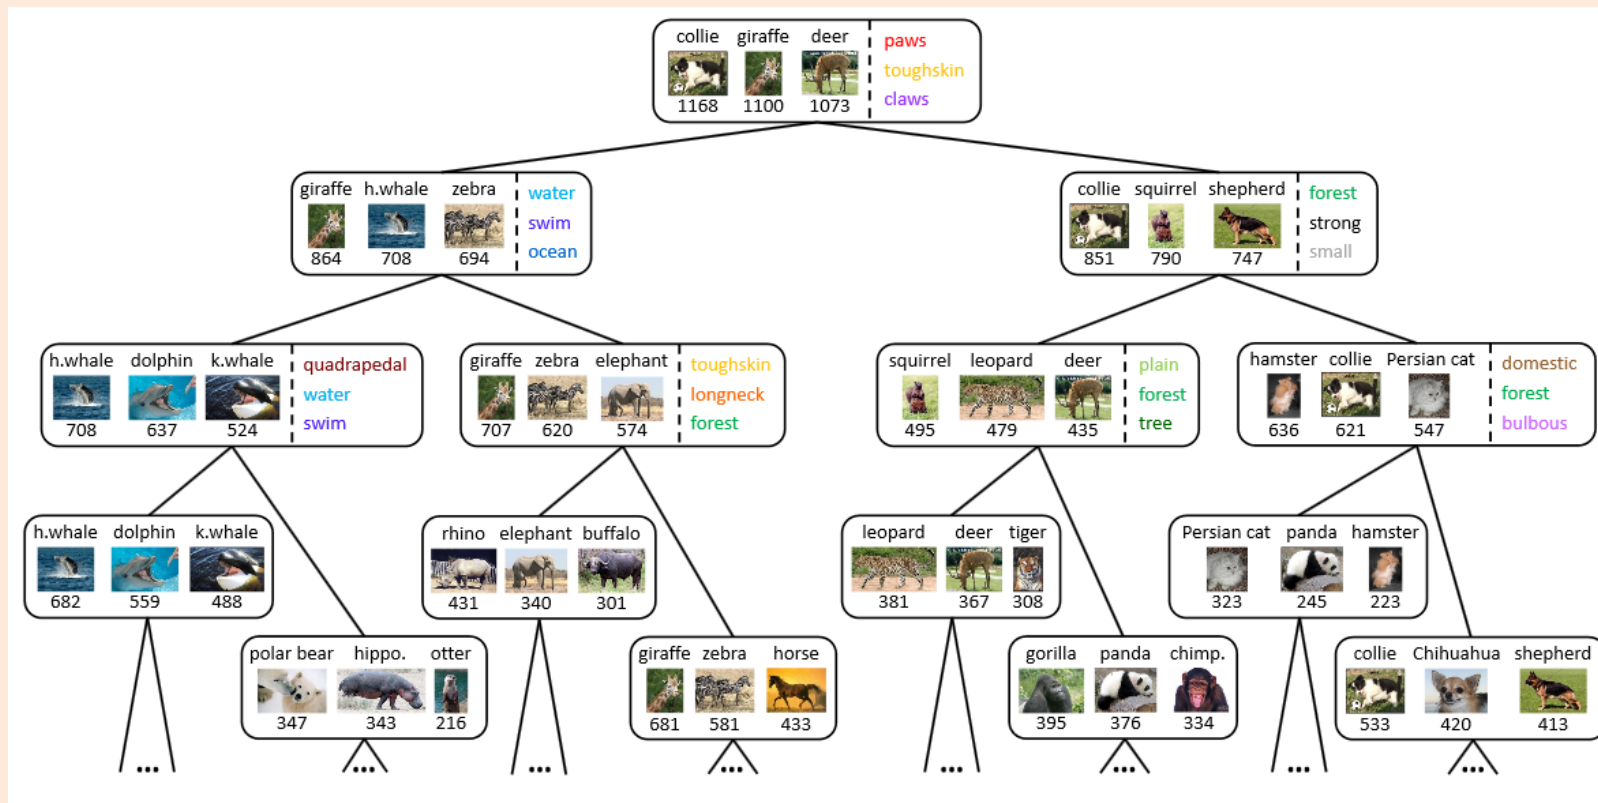 collie giraffe deer
paws
toughskin
claws
1168 1100 1073
giraffe h.whale zebra
water
swim
ocean
864 708 694
collie squirrel shepherd
forest
strong
small
851 790 747
h.whale dolphin k.whale
quadrapedal
water
swim
708 637 524
giraffe zebra elephant
toughskin
longneck
forest
707 620 574
squirrel leopard deer
plain
forest
tree
495 479 435
hamster collie Persian cat
domestic
forest
bulbous
636 621 547
h.whale dolphin k.whale
682 559 488
rhino elephant buffalo
431 340 301
leopard deer tiger
381 367 308
Persian cat panda hamster
323 245 223
polar bear hippo. otter
347 343 216
giraffe zebra horse
681 581 433
gorilla panda chimp.
395 376 334
collie Chihuahua shepherd
533 420 413
... ... ... ... ... ... ... ...